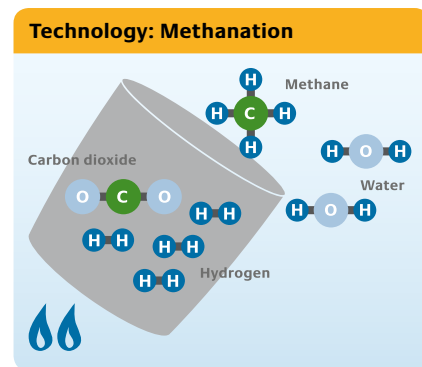 Technology: Methanation
H
H C H
H
Methane
H O H
Water
H O H
Carbon dioxide
O C O
H H
H H
H H
H H
Hydrogen